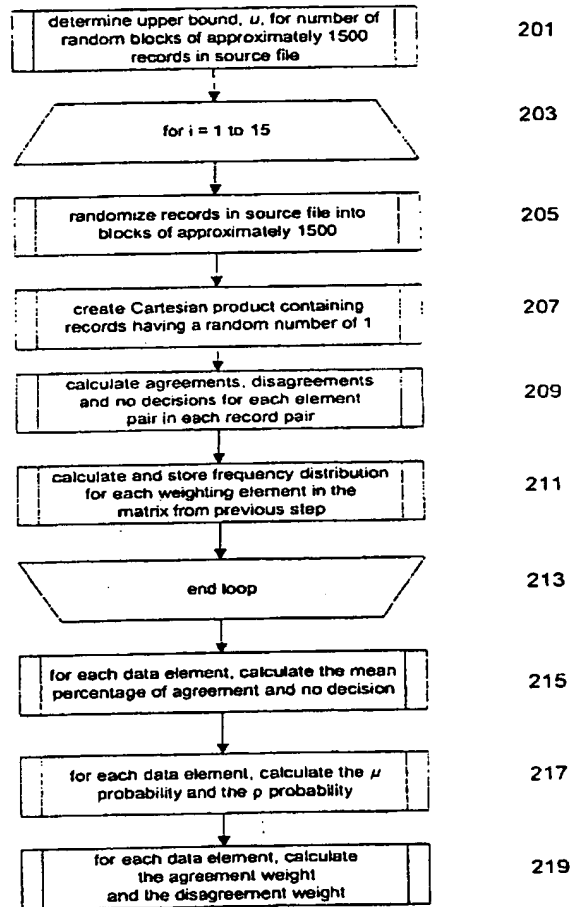 determine upper bound, u, for number of
random blocks of approximately 1500
records in source file
201
for i = 1 to 15
203
randomize records in source file into
blocks of approximately 1500
205
create Cartesian product containing
records having a random number of 1
207
calculate agreements, disagreements
and no decisions for each element
pair in each record pair
209
calculate and store frequency distribution
for each weighting element in the
matrix from previous step
211
end loop
213
for each data element, calculate the mean
percentage of agreement and no decision
215
for each data element, calculate the μ
probability and the ρ probability
217
for each data element, calculate
the agreement weight
and the disagreement weight
219